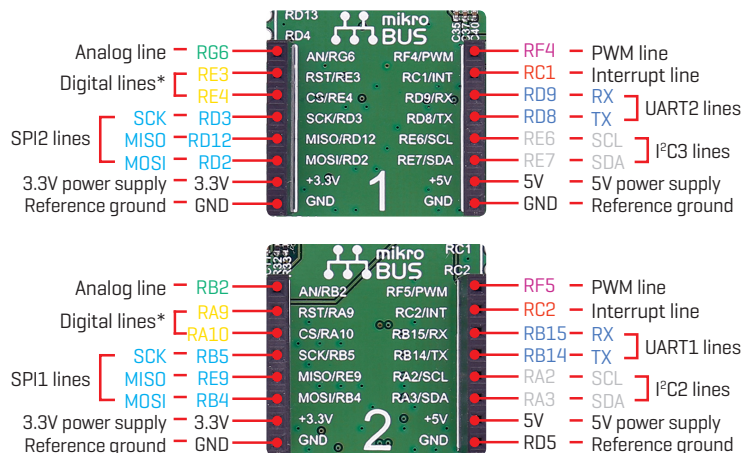 RD13
RD4
mikro
BUS
Analog line RG6 AN/RG6 RF4/PWM RF4 PWM line
Digital lines* RE3 RST/RE3 RC1/INT RC1 Interrupt line
RE4 CS/RE4 RD9/RX RD9 RX UART2 lines
SPI2 lines SCK RD3 SCK/RD3 RD8/TX RD8 TX
MISO RD12 MISO/RD12 RE6/SCL RE6 SCL I²C3 lines
MOSI RD2 MOSI/RD2 RE7/SDA RE7 SDA
3.3V power supply 3.3V +3.3V +5V 5V 5V power supply
Reference ground GND GND 1 GND GND Reference ground
mikro
BUS
RC1
RC2
Analog line RB2 AN/RB2 RF5/PWM RF5 PWM line
Digital lines* RA9 RST/RA9 RC2/INT RC2 Interrupt line
RA10 CS/RA10 RB15/RX RB15 RX UART1 lines
SPI1 lines SCK RB5 SCK/RB5 RB14/TX RB14 TX
MISO RE9 MISO/RE9 RA2/SCL RA2 SCL I²C2 lines
MOSI RB4 MOSI/RB4 RA3/SDA RA3 SDA
3.3V power supply 3.3V +3.3V +5V 5V 5V power supply
Reference ground GND GND 2 GND RD5 Reference ground